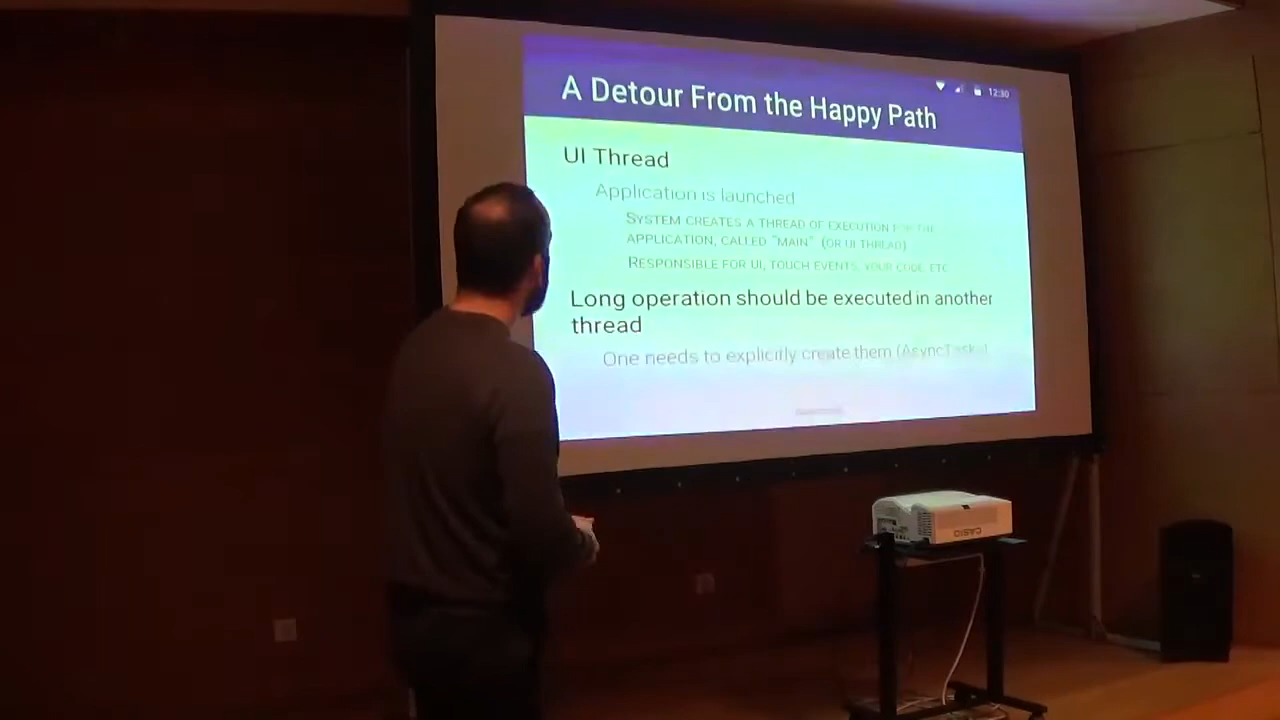 12:30
A Detour From the Happy Path
UI Thread
Application is launched
SYSTEM CREATES A THREAD OF EXECUTION FOR THE
APPLICATION, CALLED "MAIN" (OR UI THREAD)
RESPONSIBLE FOR UI, TOUCH EVENTS, YOUR CODE, ETC
Long operation should be executed in another
thread
One needs to explicitly create them (AsyncTasks)
CASIO